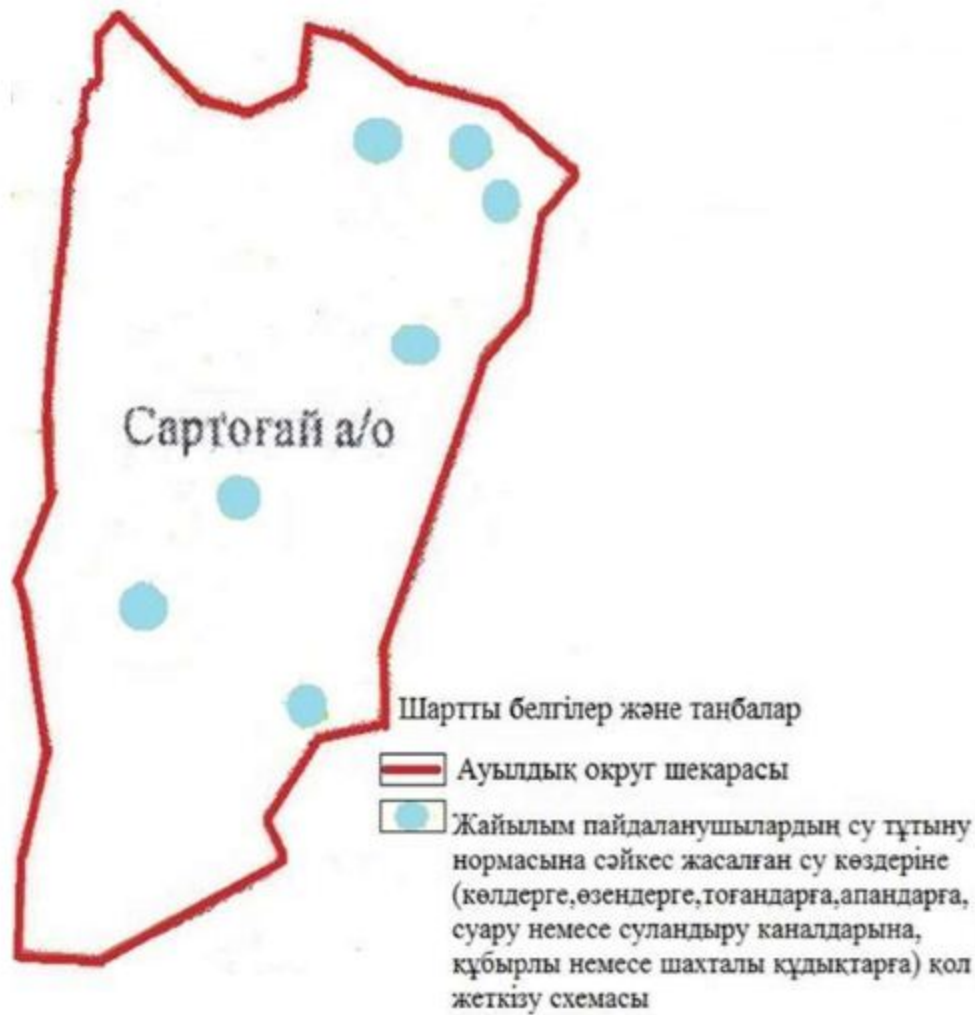 Сартоғай а/о
Шартты белгілер және таңбалар
Ауылдық округ шекарасы
Жайылым пайдаланушылардың су тұтыну
нормасына сәйкес жасалған су көздеріне
(көлдерге,өзендерге,тоғандарға,апандарға,
суару немесе суландыру каналдарына,
құбырлы немесе шахталы құдықтарға) қол
жеткізу схемасы